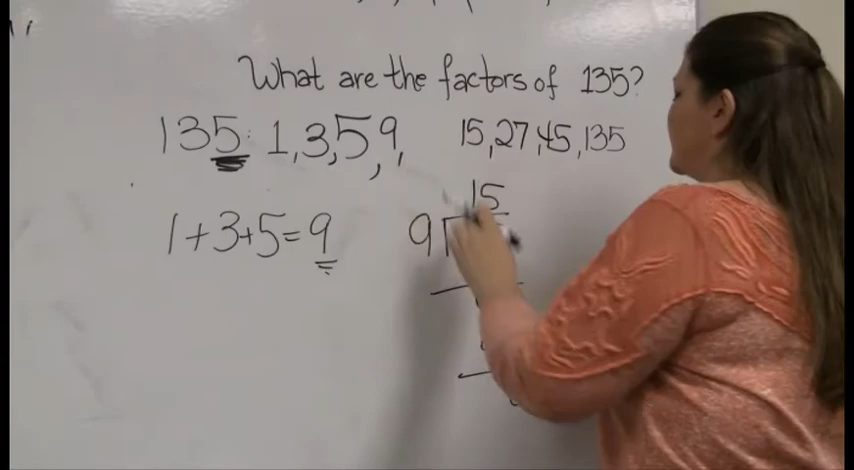 What are the factors of 135?
135: 1,3,5,9, 15,27,45,135
1+3+5=9
15
9